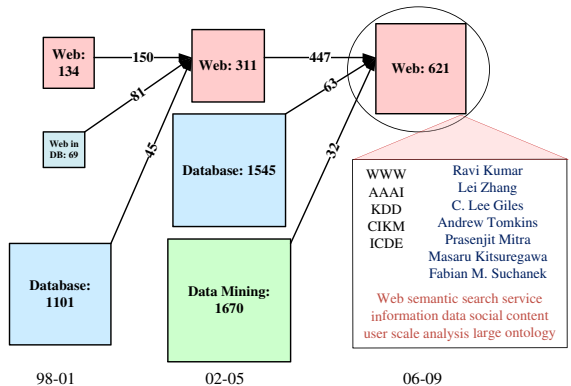 Web:
134
150
Web: 311
447
Web: 621
81
63
Web in
DB: 69
45
32
Database: 1545
Database:
1101
Data Mining:
1670
WWW
AAAI
KDD
CIKM
ICDE
Ravi Kumar
Lei Zhang
C. Lee Giles
Andrew Tomkins
Prasenjit Mitra
Masaru Kitsuregawa
Fabian M. Suchanek
Web semantic search service
information data social content
user scale analysis large ontology
98-01
02-05
06-09